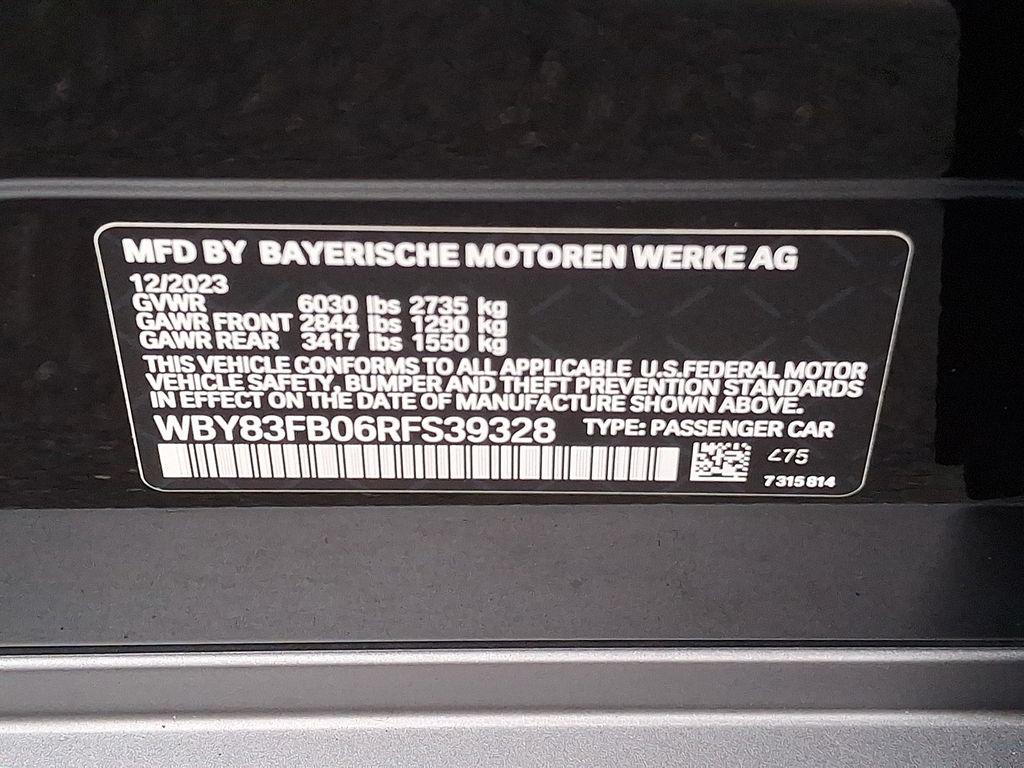 MFD BY BAYERISCHE MOTOREN WERKE AG
12/2023
GVWR 6030 lbs 2735 kg
GAWR FRONT 2844 lbs 1290 kg
GAWR REAR 3417 lbs 1550 kg
THIS VEHICLE CONFORMS TO ALL APPLICABLE U.S.FEDERAL MOTOR
VEHICLE SAFETY, BUMPER AND THEFT PREVENTION STANDARDS
IN EFFECT ON THE DATE OF MANUFACTURE SHOWN ABOVE.
WBY83FB06RFS39328 TYPE: PASSENGER CAR
475
7315814